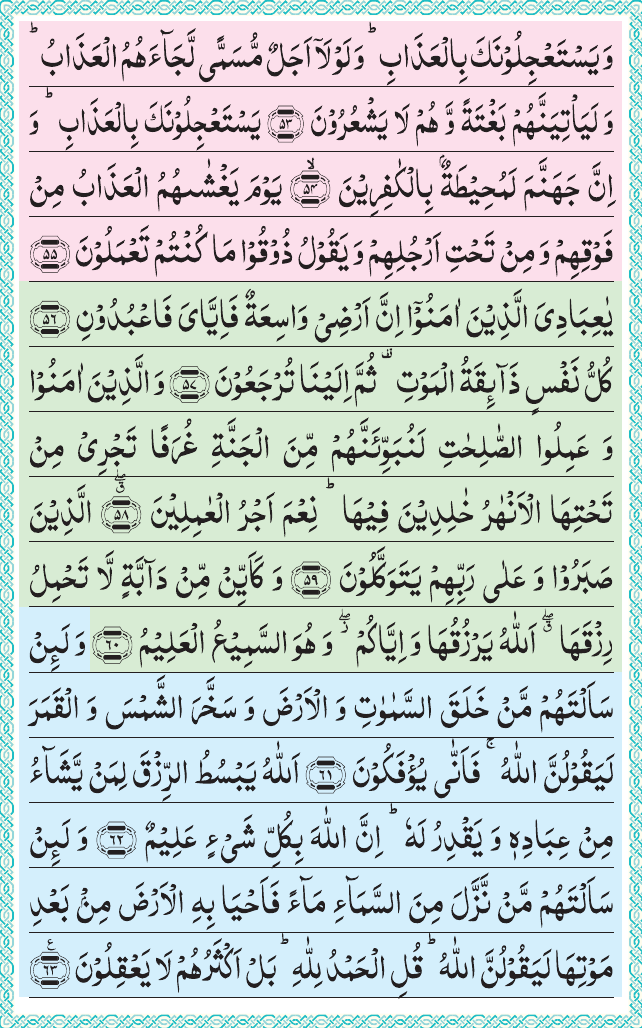 وَ يَسْتَعْجِلُوْنَكَ بِالْعَذَابِ ؕ وَ لَوْلَاۤ اَجَلٌ مُّسَمًّى لَّجَآءَهُمُ الْعَذَابُ ؕ
وَ لَيَاْتِيَنَّهُمْ بَغْتَةً وَّ هُمْ لَا يَشْعُرُوْنَ ﴿۵۳﴾ يَسْتَعْجِلُوْنَكَ بِالْعَذَابِ ؕ وَ
اِنَّ جَهَنَّمَ لَمُحِيْطَةٌۢ بِالْكٰفِرِيْنَ ﴿ۙ۵۴﴾ يَوْمَ يَغْشٰىهُمُ الْعَذَابُ مِنْ
فَوْقِهِمْ وَ مِنْ تَحْتِ اَرْجُلِهِمْ وَ يَقُوْلُ ذُوْقُوْا مَا كُنْتُمْ تَعْمَلُوْنَ ﴿۵۵﴾
يٰعِبَادِيَ الَّذِيْنَ اٰمَنُوْۤا اِنَّ اَرْضِيْ وَاسِعَةٌ فَاِيَّايَ فَاعْبُدُوْنِ ﴿۵۶﴾
كُلُّ نَفْسٍ ذَآىِٕقَةُ الْمَوْتِ ۟ ثُمَّ اِلَيْنَا تُرْجَعُوْنَ ﴿۵۷﴾ وَ الَّذِيْنَ اٰمَنُوْا
وَ عَمِلُوا الصّٰلِحٰتِ لَنُبَوِّئَنَّهُمْ مِّنَ الْجَنَّةِ غُرَفًا تَجْرِيْ مِنْ
تَحْتِهَا الْاَنْهٰرُ خٰلِدِيْنَ فِيْهَا ؕ نِعْمَ اَجْرُ الْعٰمِلِيْنَ ﴿ۗۖ۵۸﴾ الَّذِيْنَ
صَبَرُوْا وَ عَلٰى رَبِّهِمْ يَتَوَكَّلُوْنَ ﴿۵۹﴾ وَ كَاَيِّنْ مِّنْ دَآبَّةٍ لَّا تَحْمِلُ
رِزْقَهَا ۗۖ اَللّٰهُ يَرْزُقُهَا وَ اِيَّاكُمْ ۖؗ وَ هُوَ السَّمِيْعُ الْعَلِيْمُ ﴿۶۰﴾ وَ لَىِٕنْ
سَاَلْتَهُمْ مَّنْ خَلَقَ السَّمٰوٰتِ وَ الْاَرْضَ وَ سَخَّرَ الشَّمْسَ وَ الْقَمَرَ
لَيَقُوْلُنَّ اللّٰهُ ۚ فَاَنّٰى يُؤْفَكُوْنَ ﴿۶۱﴾ اَللّٰهُ يَبْسُطُ الرِّزْقَ لِمَنْ يَّشَآءُ
مِنْ عِبَادِهٖ وَ يَقْدِرُ لَهٗ ؕ اِنَّ اللّٰهَ بِكُلِّ شَيْءٍ عَلِيْمٌ ﴿۶۲﴾ وَ لَىِٕنْ
سَاَلْتَهُمْ مَّنْ نَّزَّلَ مِنَ السَّمَآءِ مَآءً فَاَحْيَا بِهِ الْاَرْضَ مِنْۢ بَعْدِ
مَوْتِهَا لَيَقُوْلُنَّ اللّٰهُ ؕ قُلِ الْحَمْدُ لِلّٰهِ ؕ بَلْ اَكْثَرُهُمْ لَا يَعْقِلُوْنَ ﴿۶۳﴾ ع